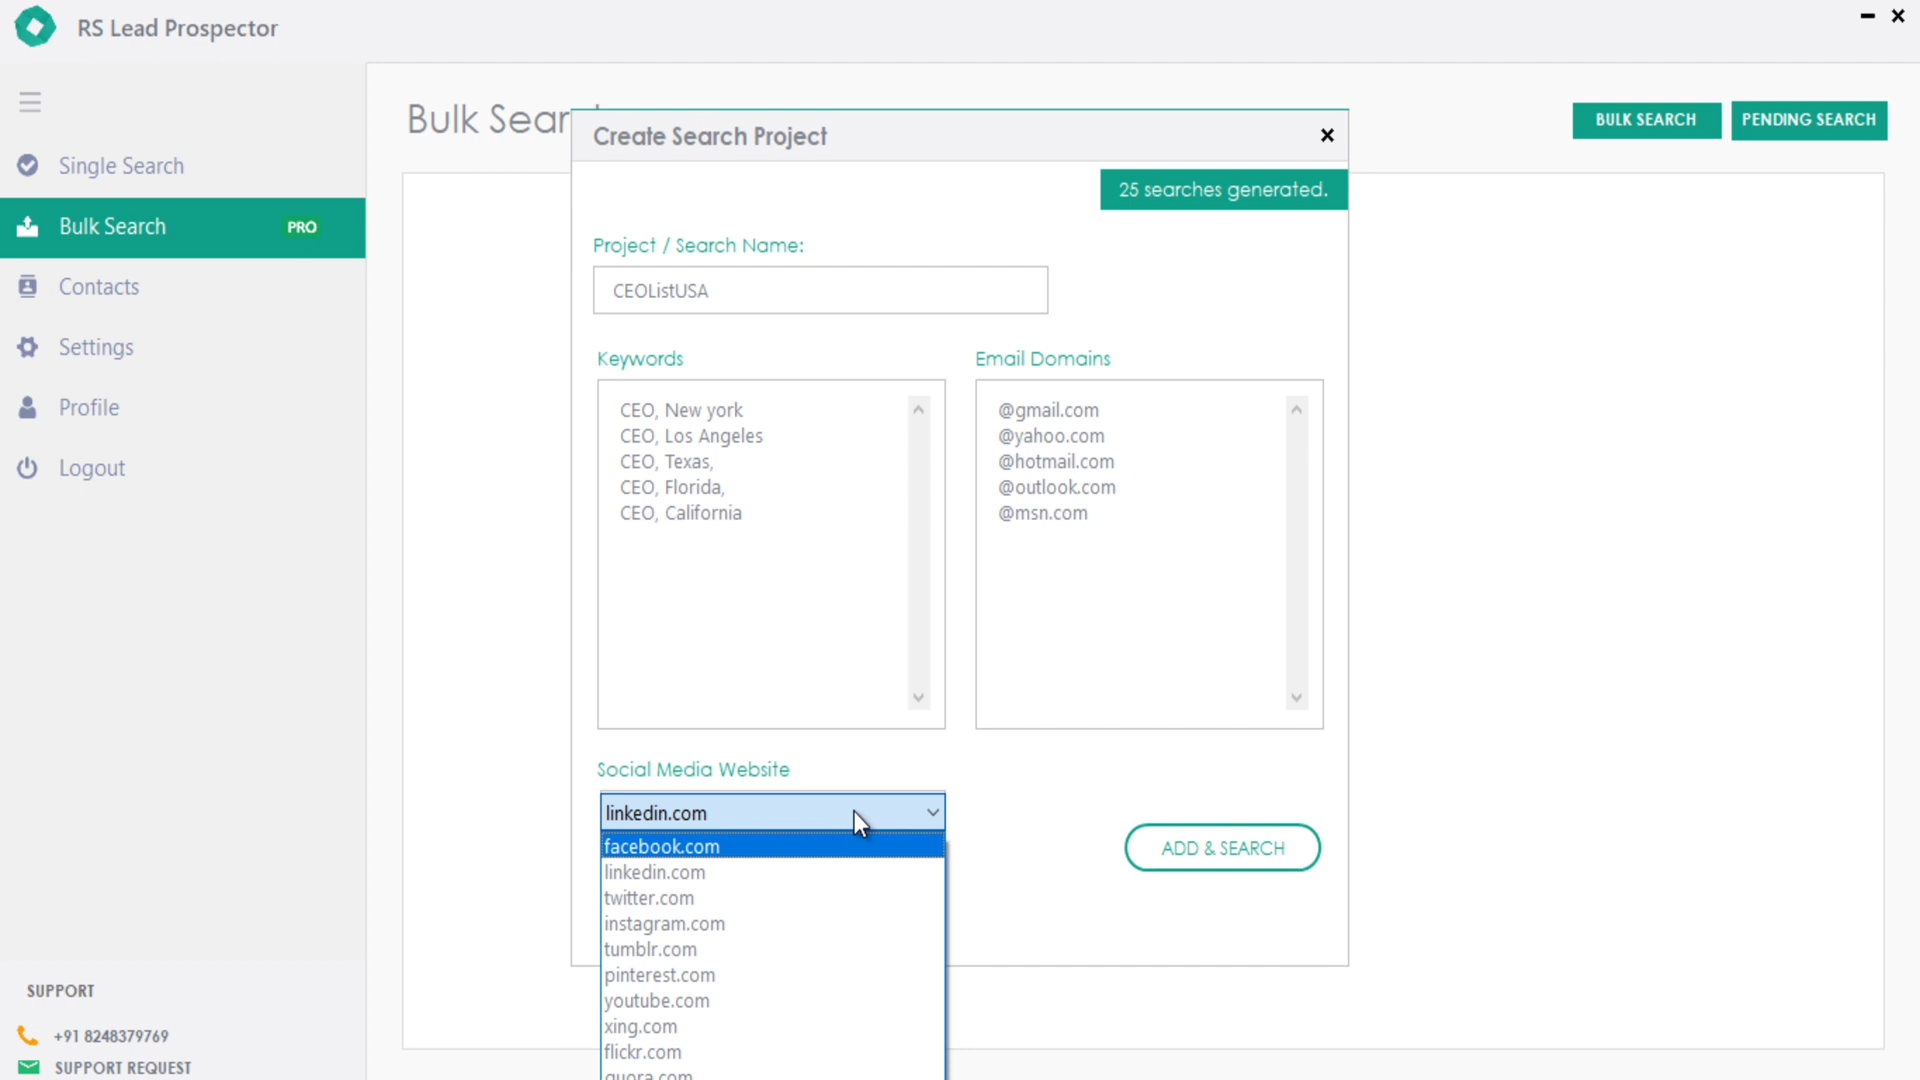 RS Lead Prospector
Single Search
Bulk Search
PRO
Contacts
Settings
Profile
Logout
SUPPORT
+91 8248379769
SUPPORT REQUEST
Bulk Sear
BULK SEARCH
PENDING SEARCH
Create Search Project
25 searches generated.
Project / Search Name:
CEOListUSA
Keywords
CEO, New york
CEO, Los Angeles
CEO, Texas,
CEO, Florida,
CEO, California
Email Domains
@gmail.com
@yahoo.com
@hotmail.com
@outlook.com
@msn.com
Social Media Website
linkedin.com
facebook.com
linkedin.com
twitter.com
instagram.com
tumblr.com
pinterest.com
youtube.com
xing.com
flickr.com
quora.com
ADD & SEARCH